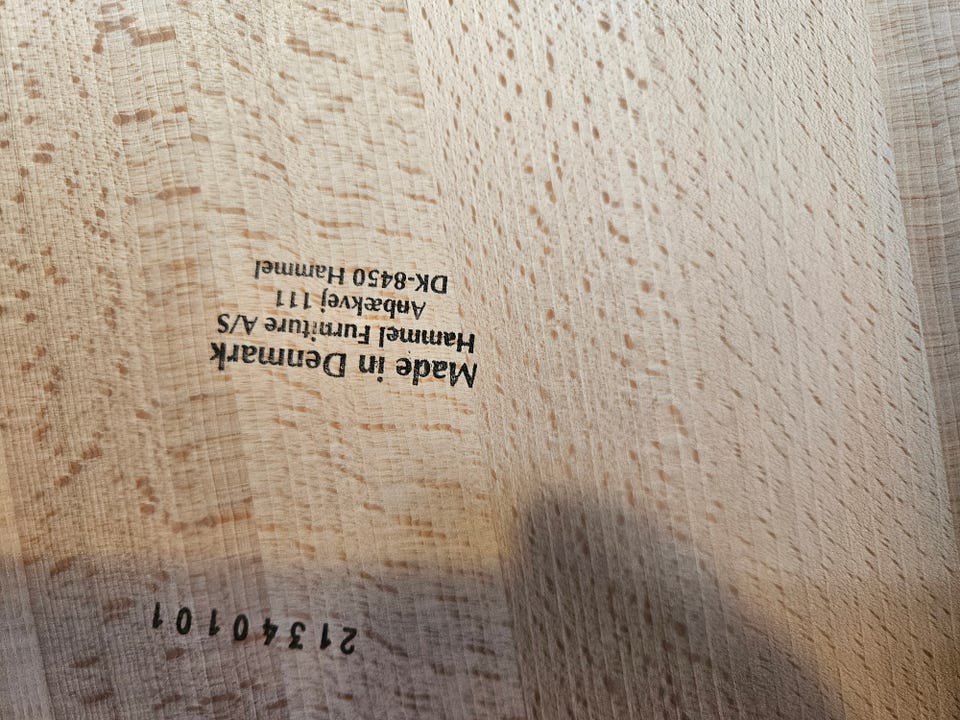 21340101
Made in Denmark
Hammel Furniture A/S
Anbækvej 111
DK-8450 Hammel